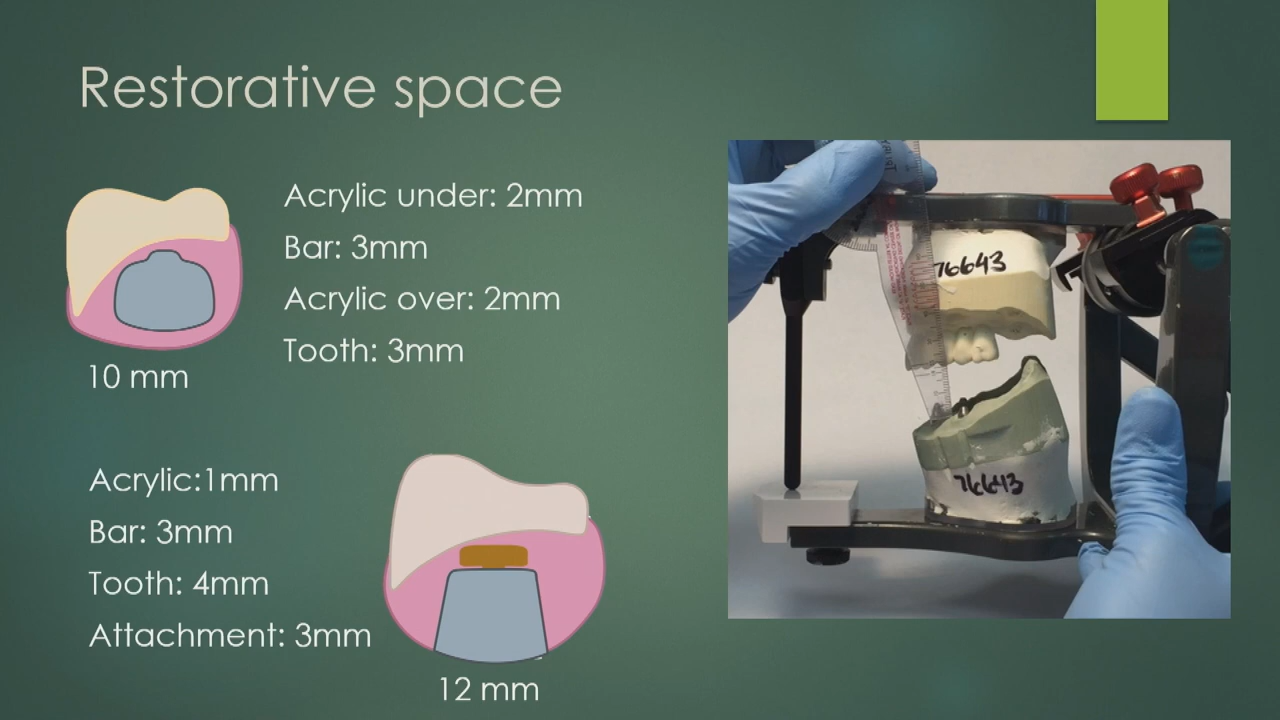 Restorative space
Acrylic under: 2mm
Bar: 3mm
Acrylic over: 2mm
Tooth: 3mm
10 mm
Acrylic:1mm
Bar: 3mm
Tooth: 4mm
Attachment: 3mm
12 mm
76643
76643